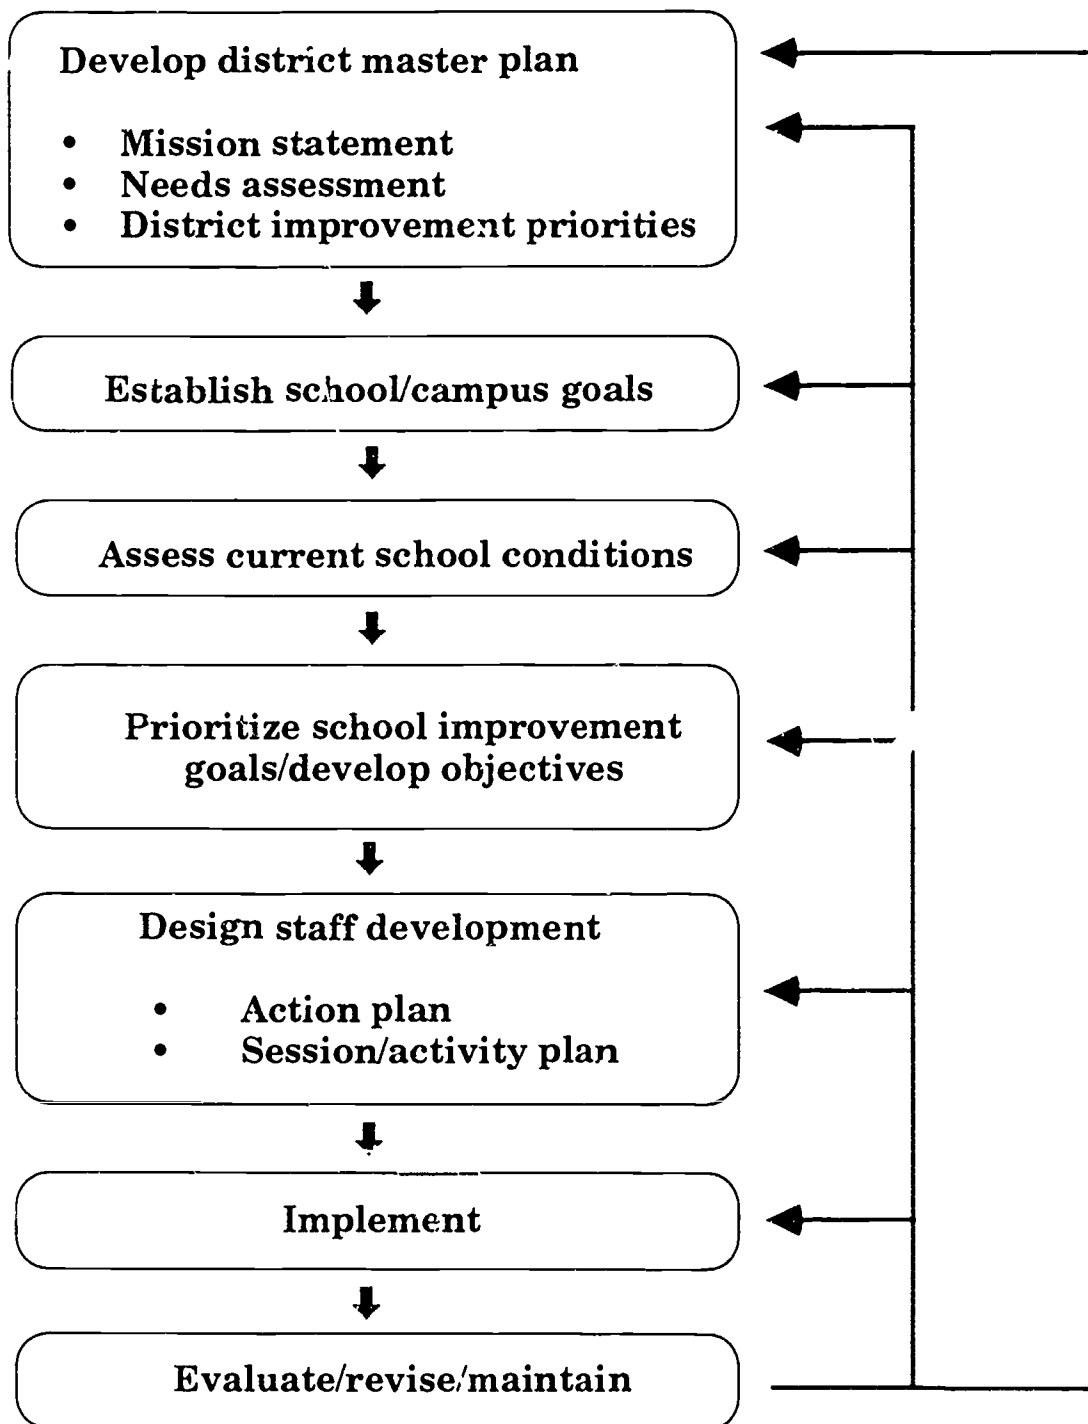 Develop district master plan
• Mission statement
• Needs assessment
• District improvement priorities
Establish school/campus goals
Assess current school conditions
Prioritize school improvement
goals/develop objectives
Design staff development
• Action plan
• Session/activity plan
Implement
Evaluate/revise/maintain